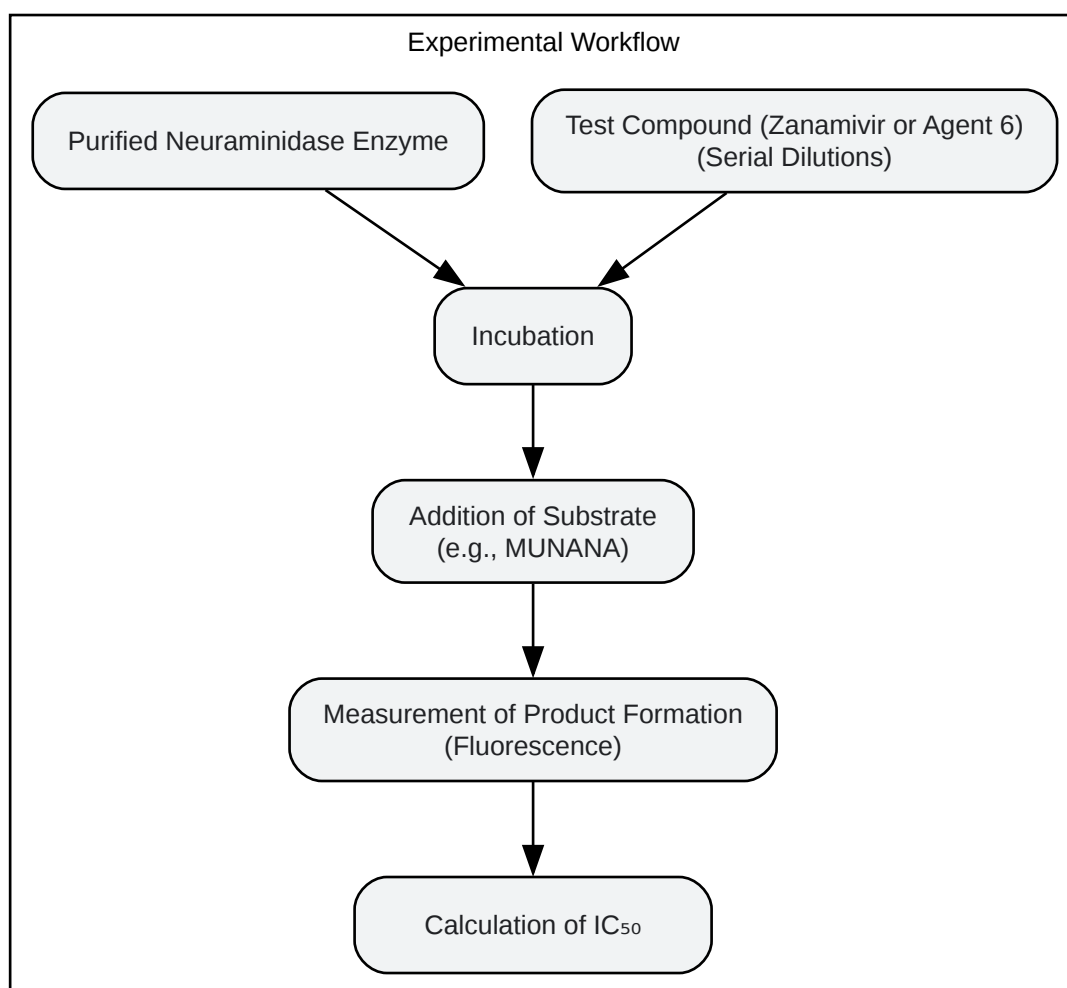 Experimental Workflow
Purified Neuraminidase Enzyme
Test Compound (Zanamivir or Agent 6)
(Serial Dilutions)
Incubation
Addition of Substrate
(e.g., MUNANA)
Measurement of Product Formation
(Fluorescence)
Calculation of IC₅₀